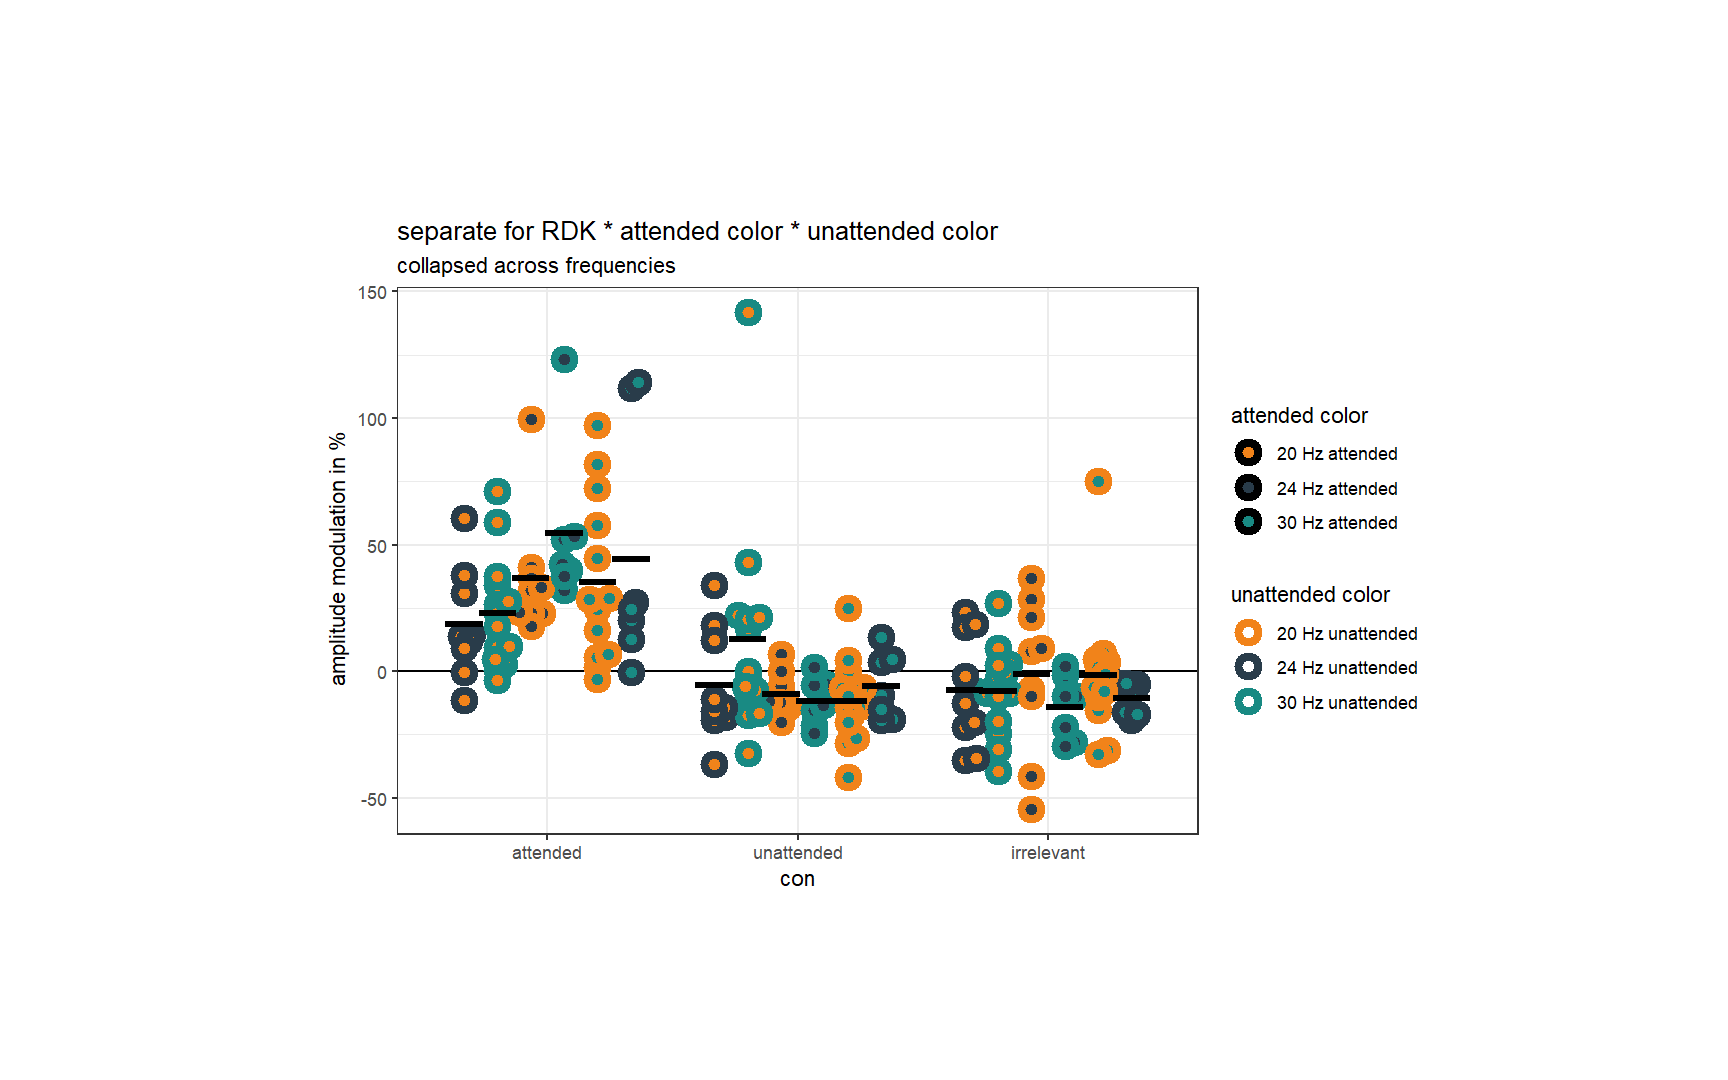 separate for RDK * attended color * unattended color
collapsed across frequencies
150
100
50
0
-50
amplitude modulation in %
attended
unattended
irrelevant
con
attended color
20 Hz attended
24 Hz attended
30 Hz attended
unattended color
20 Hz unattended
24 Hz unattended
30 Hz unattended